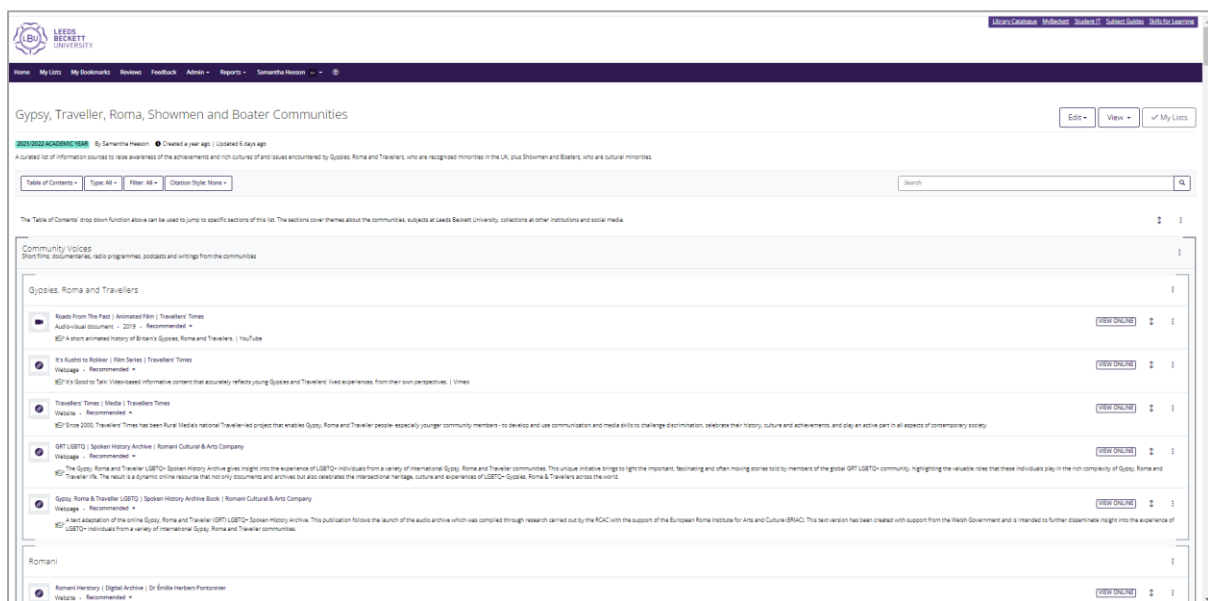 Library Catalogue MyBeckett Student IT Subject Guides Skills for Learning
LBU
LEEDS
BECKETT
UNIVERSITY
Home My Lists My Bookmarks Reviews Feedback Admin Reports Samantha Heeson
Gypsy, Traveller, Roma, Showmen and Boater Communities
Edit View My Lists
2021/2022 ACADEMIC YEAR By Samantha Heeson Created a year ago | Updated 6 days ago
A curated list of information sources to raise awareness of the achievements and rich cultures of and issues encountered by Gypsies, Roma and Travellers, who are recognised minorities in the UK, plus Showmen and Boaters, who are cultural minorities.
Table of Contents Type: All Filter: All Citation Style: None Search
The 'Table of Contents' drop down function above can be used to jump to specific sections of this list. The sections cover themes about the communities, subjects at Leeds Beckett University, collections at other institutions and social media.
Community Voices
Short films, documentaries, radio programmes, podcasts and writings from the communities
Gypsies, Roma and Travellers
Roads From The Past | Animated Film | Travellers' Times
VIEW ONLINE
Audio-visual document - 2019 - Recommended
A short animated history of Britain's Gypsies, Roma and Travellers. | YouTube
It's Kushti to Rokker | Film Series | Travellers' Times
VIEW ONLINE
Webpage - Recommended
It's Good to Talk: Video-based informative content that accurately reflects young Gypsies and Travellers' lived experiences, from their own perspectives. | Vimeo
Travellers' Times | Media | Travellers Times
VIEW ONLINE
Website - Recommended
Since 2000, Travellers' Times has been Rural Media's national Traveller-led project that enables Gypsy, Roma and Traveller people- especially younger community members - to develop and use communication and media skills to challenge discrimination, celebrate their history, culture and achievements, and play an active part in all aspects of contemporary society.
GRT LGBTQ | Spoken History Archive | Romani Cultural & Arts Company
VIEW ONLINE
Webpage - Recommended
The Gypsy, Roma and Traveller LGBTQ+ Spoken History Archive gives insight into the experience of LGBTQ+ individuals from a variety of international Gypsy, Roma and Traveller communities. This unique initiative brings to light the important, fascinating and often moving stories told by members of the global GRT LGBTQ+ community, highlighting the valuable roles that these individuals play in the rich complexity of Gypsy, Roma and
Traveller life. The result is a dynamic online resource that not only documents and archives but also celebrates the intersectional heritage, culture and experiences of LGBTQ+ Gypsies, Roma & Travellers across the world.
Gypsy, Roma & Traveller LGBTQ | Spoken History Archive Book | Romani Cultural & Arts Company
VIEW ONLINE
Webpage - Recommended
A text adaptation of the online Gypsy, Roma and Traveller (GRT) LGBTQ+ Spoken History Archive. This publication follows the launch of the audio archive which was compiled through research carried out by the RCAC with the support of the European Roma Institute for Arts and Culture (ERIAC). This text version has been created with support from the Welsh Government and is intended to further disseminate insight into the experience of
LGBTQ+ individuals from a variety of international Gypsy, Roma and Traveller communities.
Romani
Romani Herstory | Digital Archive | Dr Émilie Herbert-Pontonnier
VIEW ONLINE
Website - Recommended